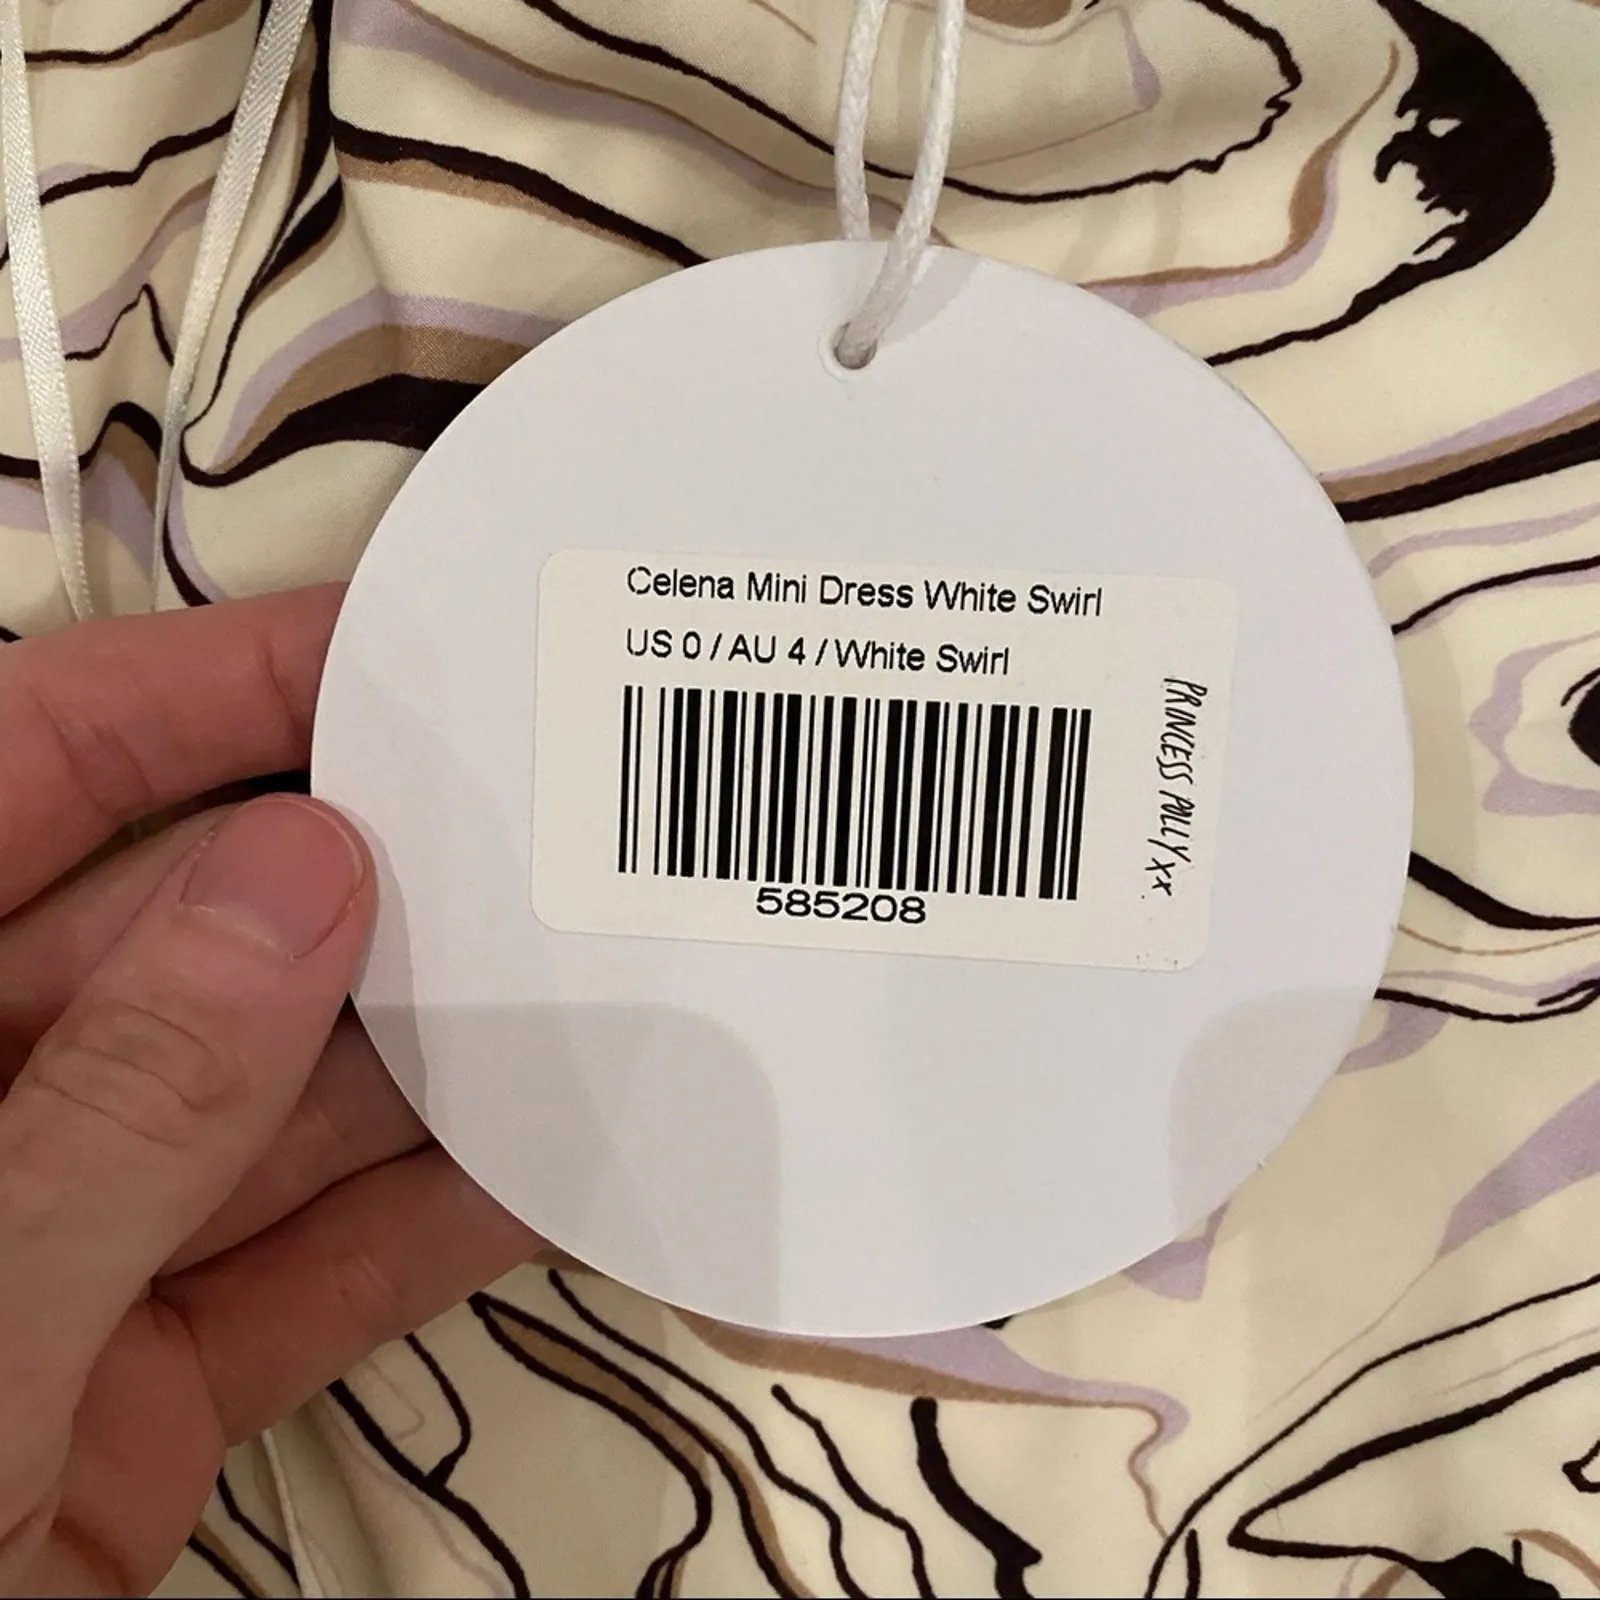 Celena Mini Dress White Swirl
US 0 / AU 4 / White Swirl
585208
PRINCESS POLLY xx